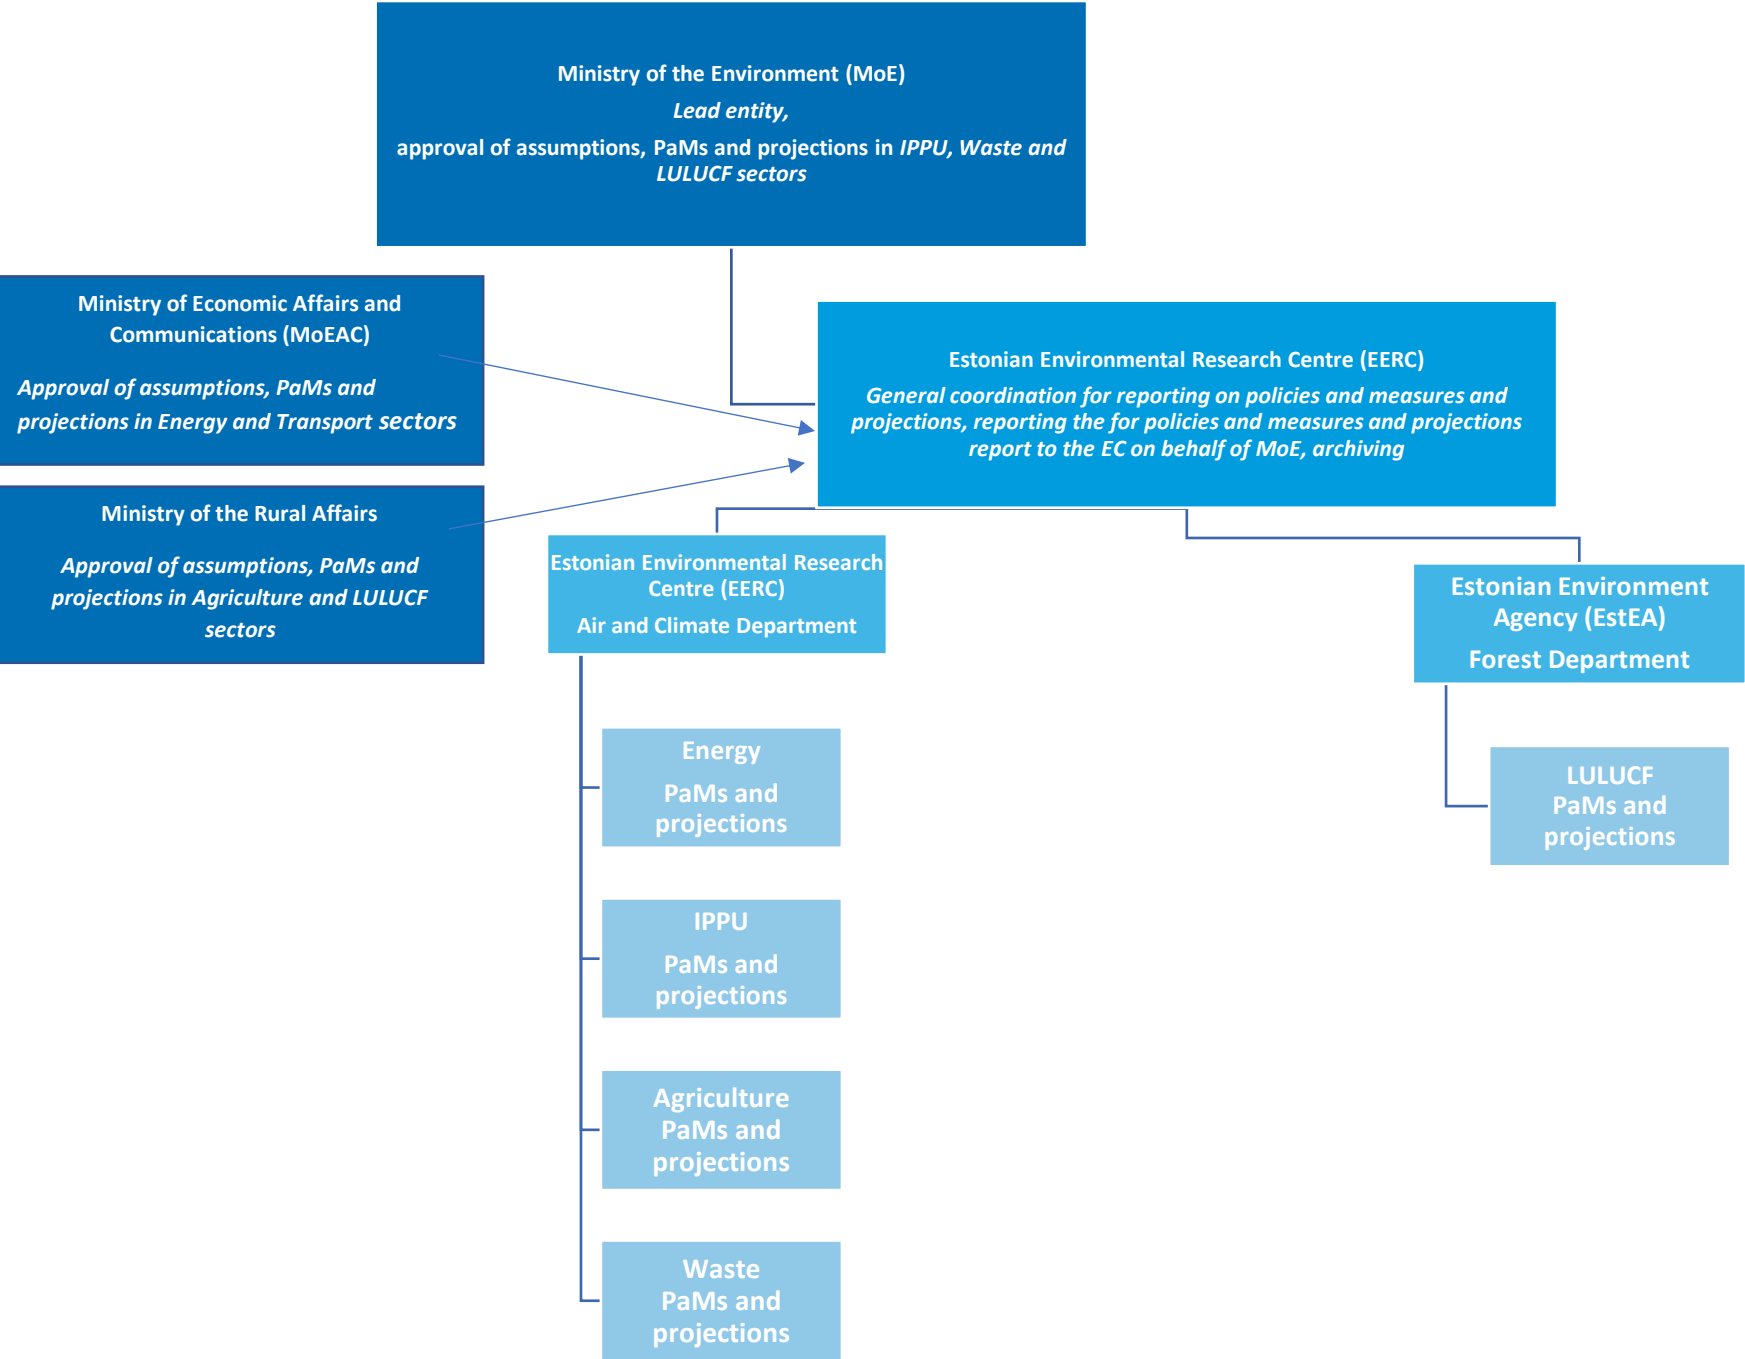 Ministry of the Environment (MoE)
Lead entity,
approval of assumptions, PaMs and projections in IPPU, Waste and
LULUCF sectors
Ministry of Economic Affairs and
Communications (MoEAC)
Approval of assumptions, PaMs and
projections in Energy and Transport sectors
Estonian Environmental Research Centre (EERC)
General coordination for reporting on policies and measures and
projections, reporting the for policies and measures and projections
report to the EC on behalf of MoE, archiving
Ministry of the Rural Affairs
Approval of assumptions, PaMs and
projections in Agriculture and LULUCF
sectors
Estonian Environmental Research
Centre (EERC)
Air and Climate Department
Estonian Environment
Agency (EstEA)
Forest Department
Energy
PaMs and
projections
LULUCF
PaMs and
projections
IPPU
PaMs and
projections
Agriculture
PaMs and
projections
Waste
PaMs and
projections